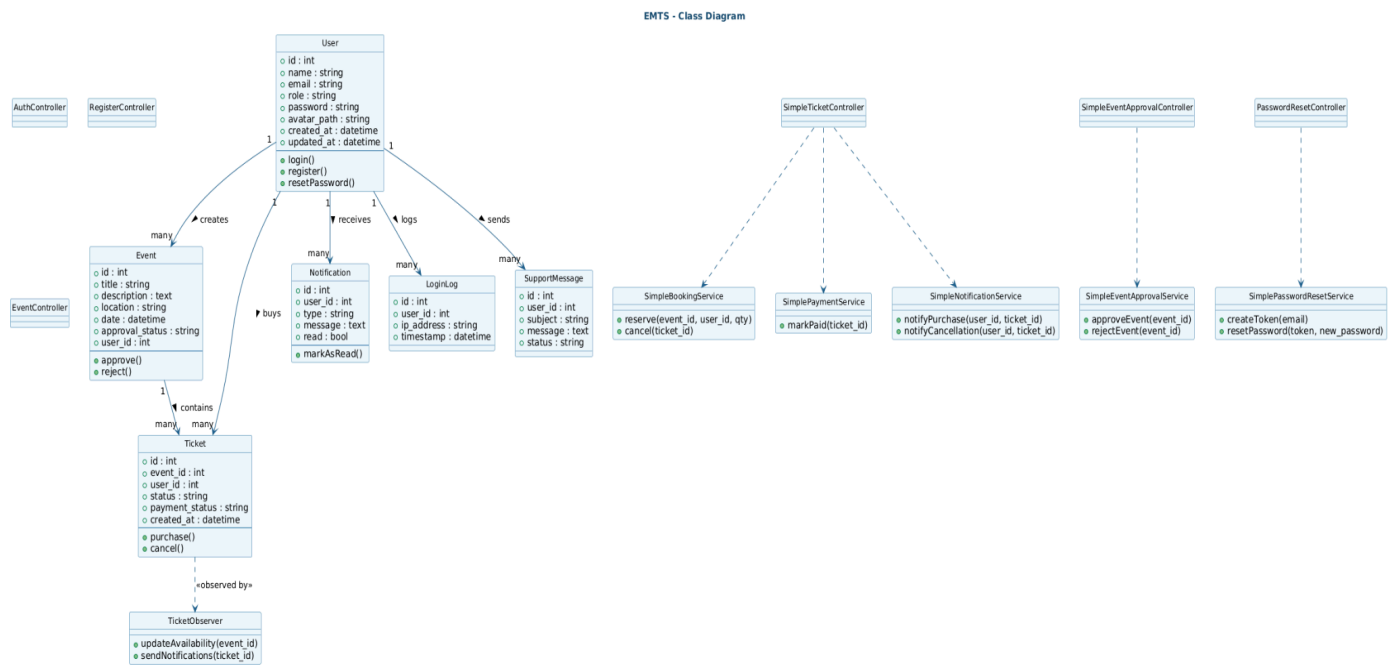 EMTS - Class Diagram
User
id : int
name : string
email : string
role : string
password : string
avatar_path : string
created_at : datetime
updated_at : datetime
login()
register()
resetPassword()
AuthController
RegisterController
SimpleTicketController
SimpleEventApprovalController
PasswordResetController
1
1
1
1
1
creates
receives
logs
sends
many
many
many
many
Event
id : int
title : string
description : text
location : string
date : datetime
approval_status : string
user_id : int
approve()
reject()
EventController
buys
Notification
id : int
user_id : int
type : string
message : text
read : bool
markAsRead()
LoginLog
id : int
user_id : int
ip_address : string
timestamp : datetime
SupportMessage
id : int
user_id : int
subject : string
message : text
status : string
SimpleBookingService
reserve(event_id, user_id, qty)
cancel(ticket_id)
SimplePaymentService
markPaid(ticket_id)
SimpleNotificationService
notifyPurchase(user_id, ticket_id)
notifyCancellation(user_id, ticket_id)
SimpleEventApprovalService
approveEvent(event_id)
rejectEvent(event_id)
SimplePasswordResetService
createToken(email)
resetPassword(token, new_password)
1
contains
many
many
Ticket
id : int
event_id : int
user_id : int
status : string
payment_status : string
created_at : datetime
purchase()
cancel()
«observed by»
TicketObserver
updateAvailability(event_id)
sendNotifications(ticket_id)